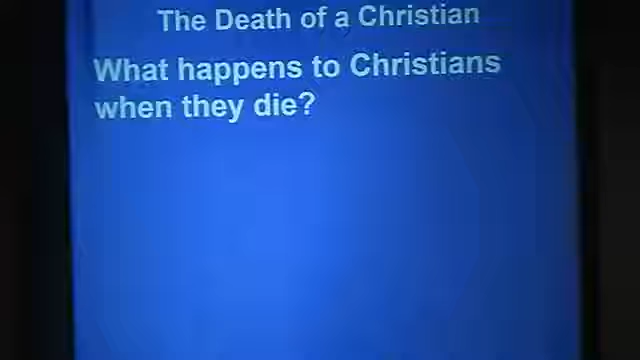 The Death of a Christian
What happens to Christians
when they die?